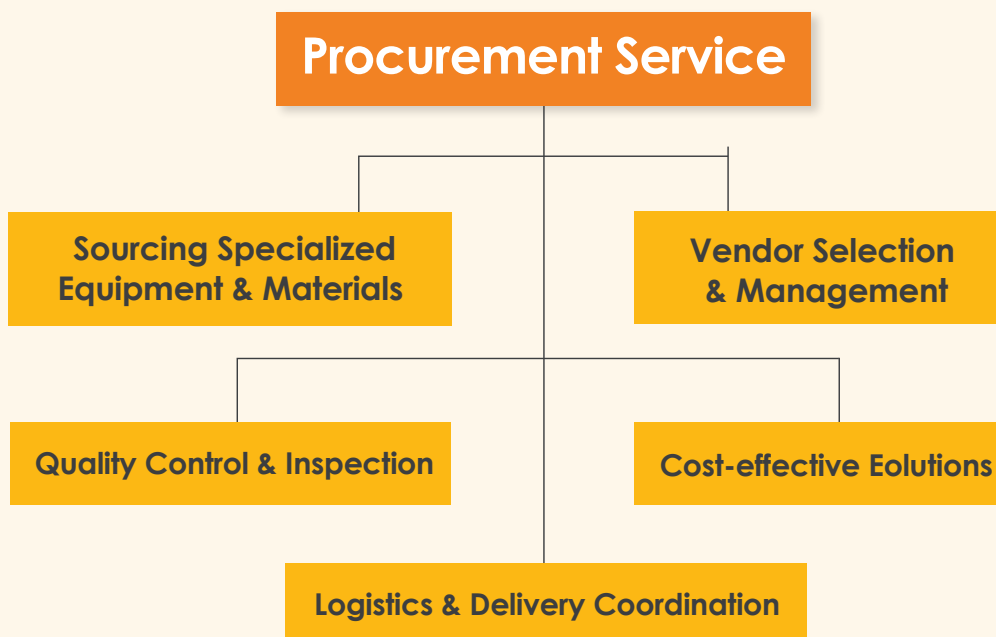 Procurement Service
Sourcing Specialized
Equipment & Materials
Vendor Selection
& Management
Quality Control & Inspection
Cost-effective Eolutions
Logistics & Delivery Coordination